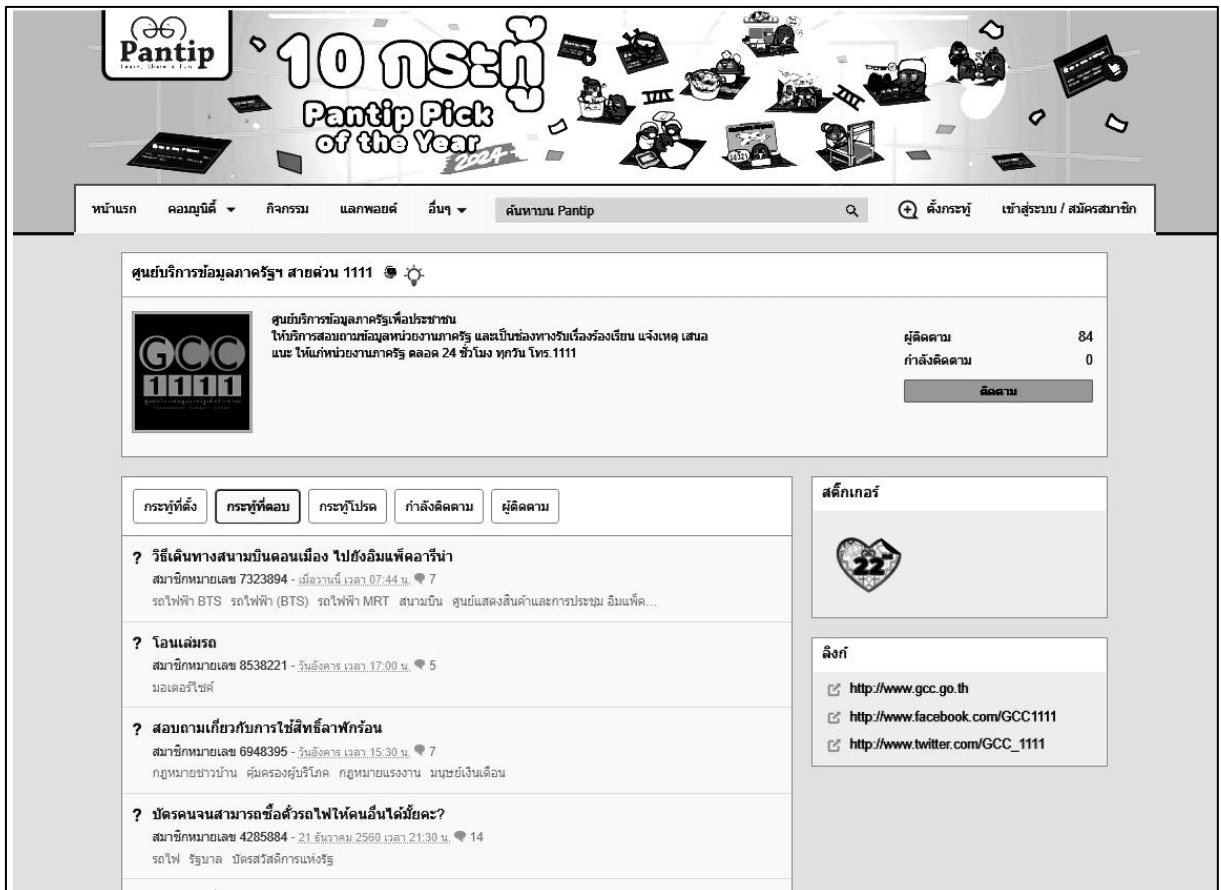 Pantip
Learn, Share & Fun
10 กระทู้
Pantip Pick
of the Year
2024
หน้าแรก คอมมูนิตี้ กิจกรรม แลกพอยต์ อื่นๆ ค้นหาบน Pantip ตั้งกระทู้ เข้าสู่ระบบ / สมัครสมาชิก
ศูนย์บริการข้อมูลภาครัฐฯ สายด่วน 1111
GCC
1111
ศูนย์บริการข้อมูลภาครัฐเพื่อประชาชน
Government Contact Center
ศูนย์บริการข้อมูลภาครัฐเพื่อประชาชน
ให้บริการสอบถามข้อมูลหน่วยงานภาครัฐ และเป็นช่องทางรับเรื่องร้องเรียน แจ้งเหตุ เสนอ
แนะ ให้แก่หน่วยงานภาครัฐ ตลอด 24 ชั่วโมง ทุกวัน โทร.1111
ผู้ติดตาม 84
กำลังติดตาม 0
ติดตาม
กระทู้ที่ตั้ง กระทู้ที่ตอบ กระทู้โปรด กำลังติดตาม ผู้ติดตาม
? วิธีเดินทางสนามบินดอนเมือง ไปยังอิมแพ็คอารีน่า
สมาชิกหมายเลข 7323894 - เมื่อวานนี้ เวลา 07:44 น. 7
รถไฟฟ้า BTS รถไฟฟ้า (BTS) รถไฟฟ้า MRT สนามบิน ศูนย์แสดงสินค้าและการประชุม อิมแพ็ค...
? โอนเล่มรถ
สมาชิกหมายเลข 8538221 - วันอังคาร เวลา 17:00 น. 5
มอเตอร์ไซค์
? สอบถามเกี่ยวกับการใช้สิทธิ์ลาพักร้อน
สมาชิกหมายเลข 6948395 - วันอังคาร เวลา 15:30 น. 7
กฎหมายชาวบ้าน คุ้มครองผู้บริโภค กฎหมายแรงงาน มนุษย์เงินเดือน
? บัตรคนจนสามารถซื้อตั๋วรถไฟให้คนอื่นได้มั้ยคะ?
สมาชิกหมายเลข 4285884 - 21 ธันวาคม 2560 เวลา 21:30 น. 14
รถไฟ รัฐบาล บัตรสวัสดิการแห่งรัฐ
สติ๊กเกอร์
22
ลิงก์
http://www.gcc.go.th
http://www.facebook.com/GCC1111
http://www.twitter.com/GCC_1111